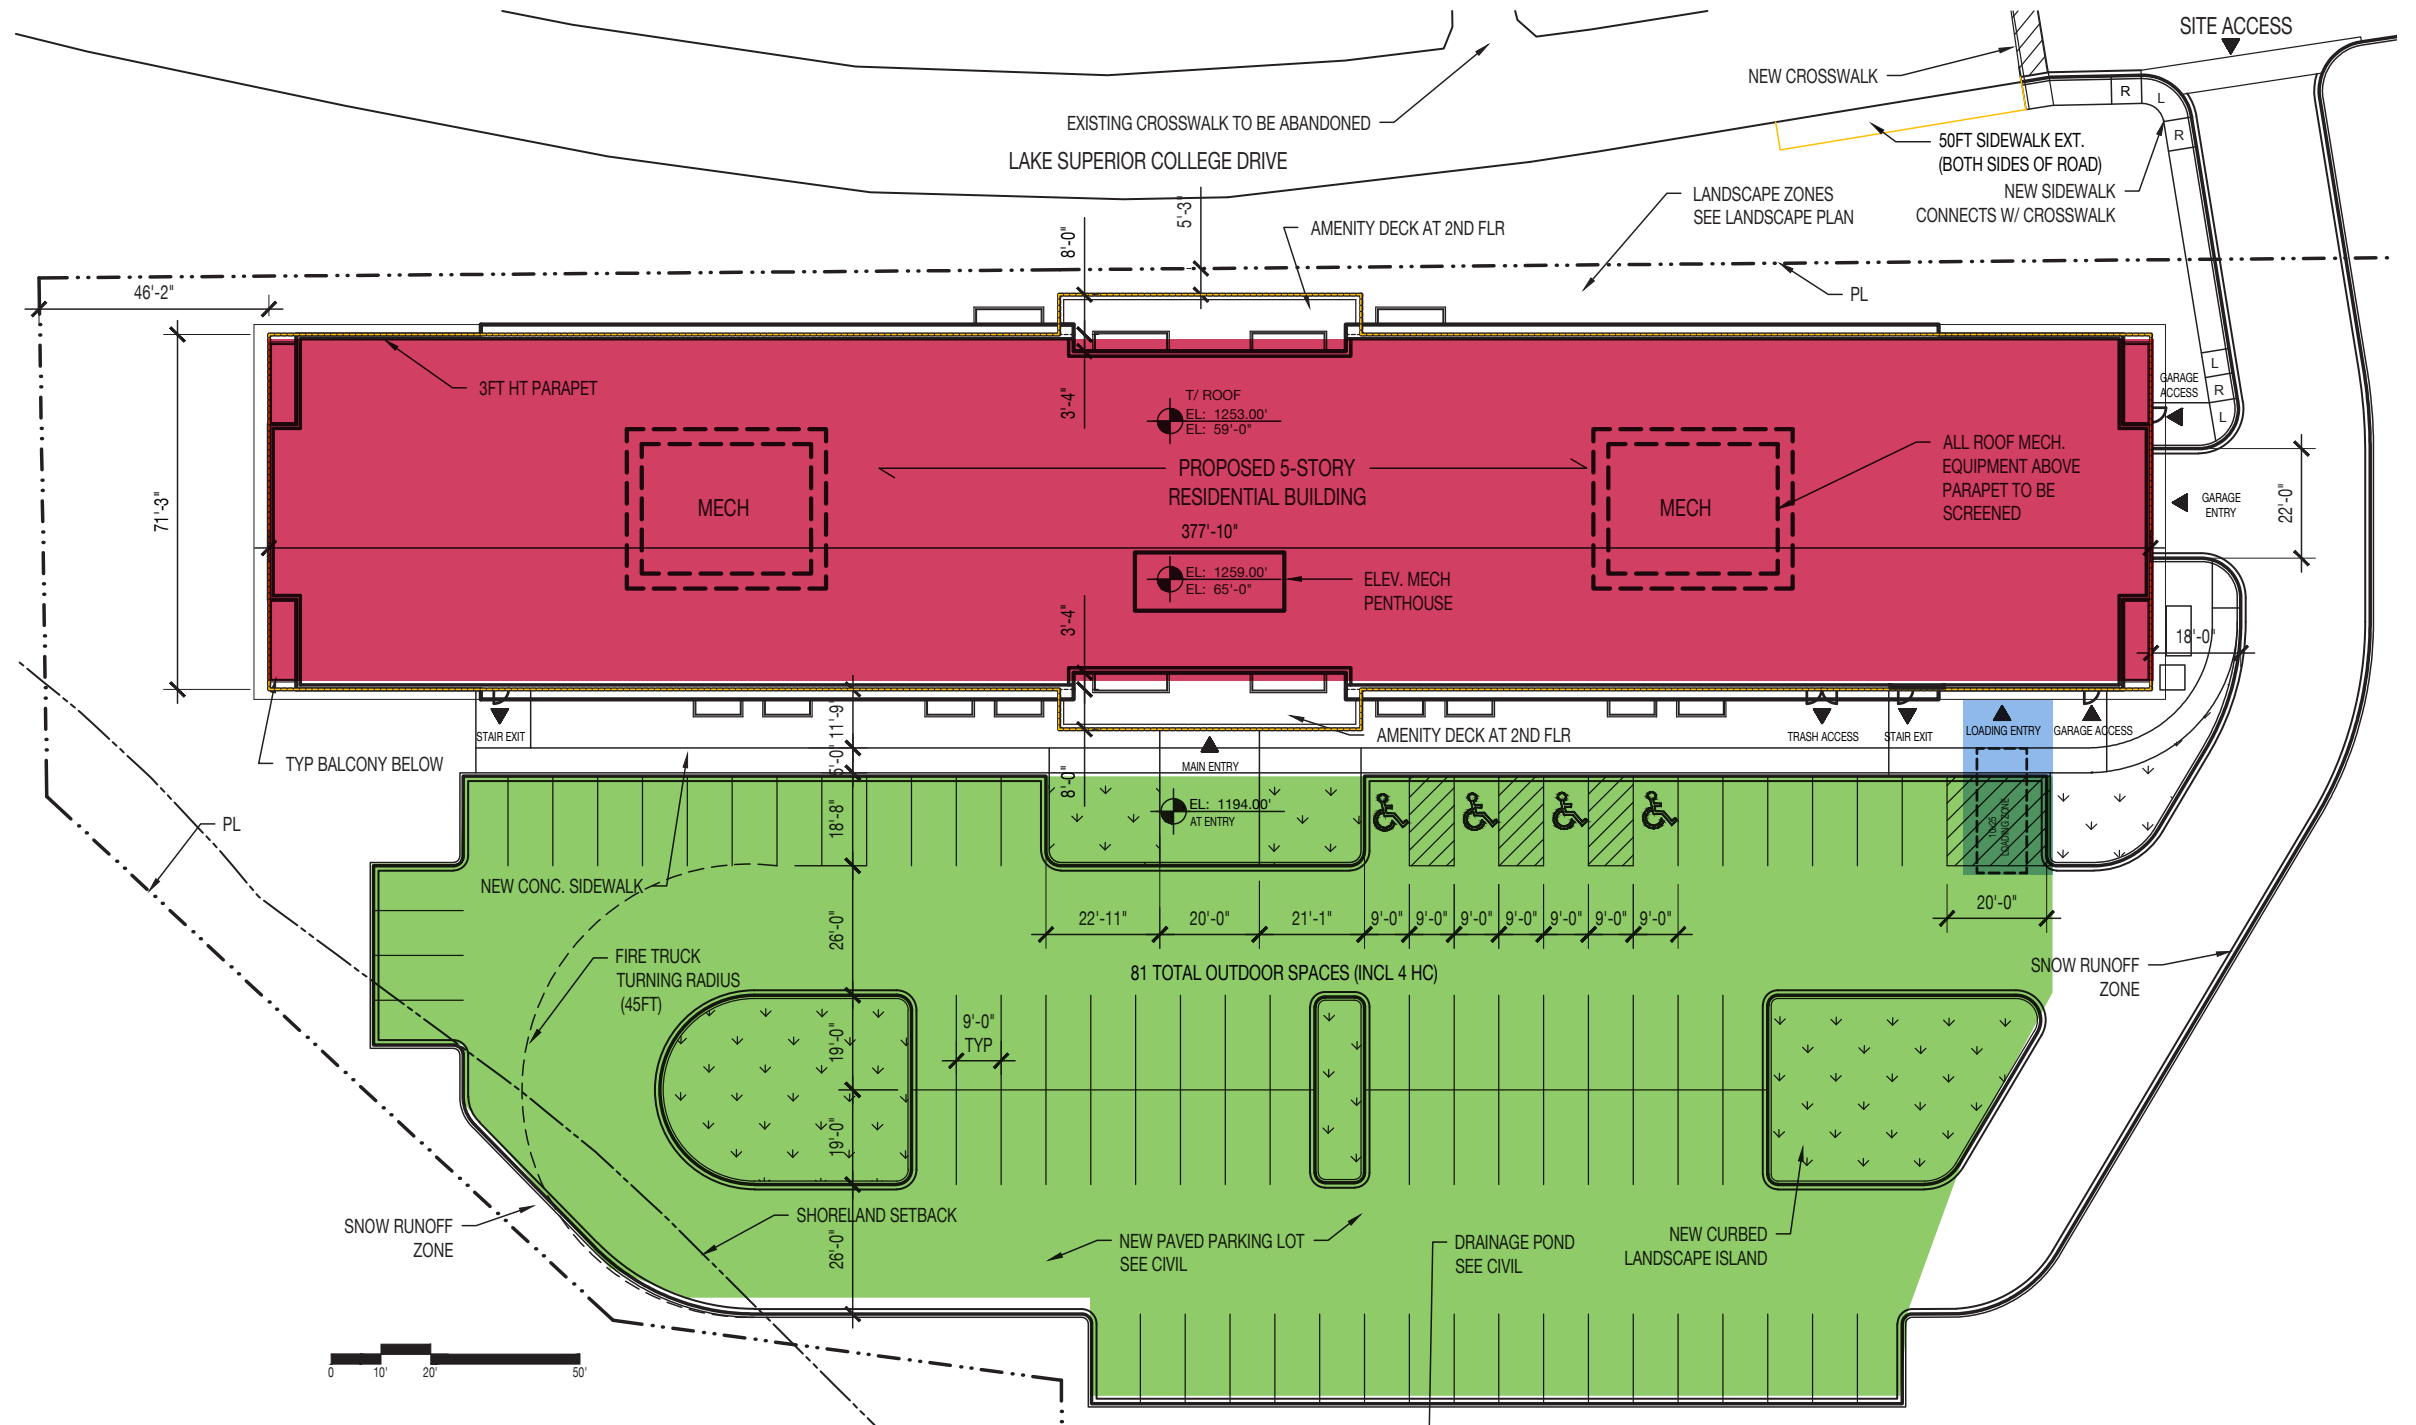 SITE ACCESS
NEW CROSSWALK
EXISTING CROSSWALK TO BE ABANDONED
LAKE SUPERIOR COLLEGE DRIVE
R
L
R
50FT SIDEWALK EXT.
(BOTH SIDES OF ROAD)
NEW SIDEWALK
CONNECTS W/ CROSSWALK
LANDSCAPE ZONES
SEE LANDSCAPE PLAN
5'-3"
8'-0"
AMENITY DECK AT 2ND FLR
PL
46'-2"
71'-3"
3FT HT PARAPET
3'-4"
T/ ROOF
EL: 1253.00'
EL: 59'-0"
PROPOSED 5-STORY
RESIDENTIAL BUILDING
377'-10"
MECH
MECH
EL: 1259.00'
EL: 65'-0"
ELEV. MECH
PENTHOUSE
3'-4"
ALL ROOF MECH.
EQUIPMENT ABOVE
PARAPET TO BE
SCREENED
L
R
L
GARAGE
ACCESS
GARAGE
ENTRY
22'-0"
18'-0"
STAIR EXIT
TYP BALCONY BELOW
11'-9"
5'-0"
8'-0"
AMENITY DECK AT 2ND FLR
MAIN ENTRY
TRASH ACCESS
STAIR EXIT
LOADING ENTRY
GARAGE ACCESS
PL
18'-8"
EL: 1194.00'
AT ENTRY
10x25
LOADING ZONE
NEW CONC. SIDEWALK
26'-0"
22'-11"
20'-0"
21'-1"
9'-0"
9'-0"
9'-0"
9'-0"
9'-0"
9'-0"
9'-0"
20'-0"
FIRE TRUCK
TURNING RADIUS
(45FT)
81 TOTAL OUTDOOR SPACES (INCL 4 HC)
SNOW RUNOFF
ZONE
9'-0"
TYP
19'-0"
19'-0"
SNOW RUNOFF
ZONE
SHORELAND SETBACK
26'-0"
NEW PAVED PARKING LOT
SEE CIVIL
DRAINAGE POND
SEE CIVIL
NEW CURBED
LANDSCAPE ISLAND
0
10'
20'
50'